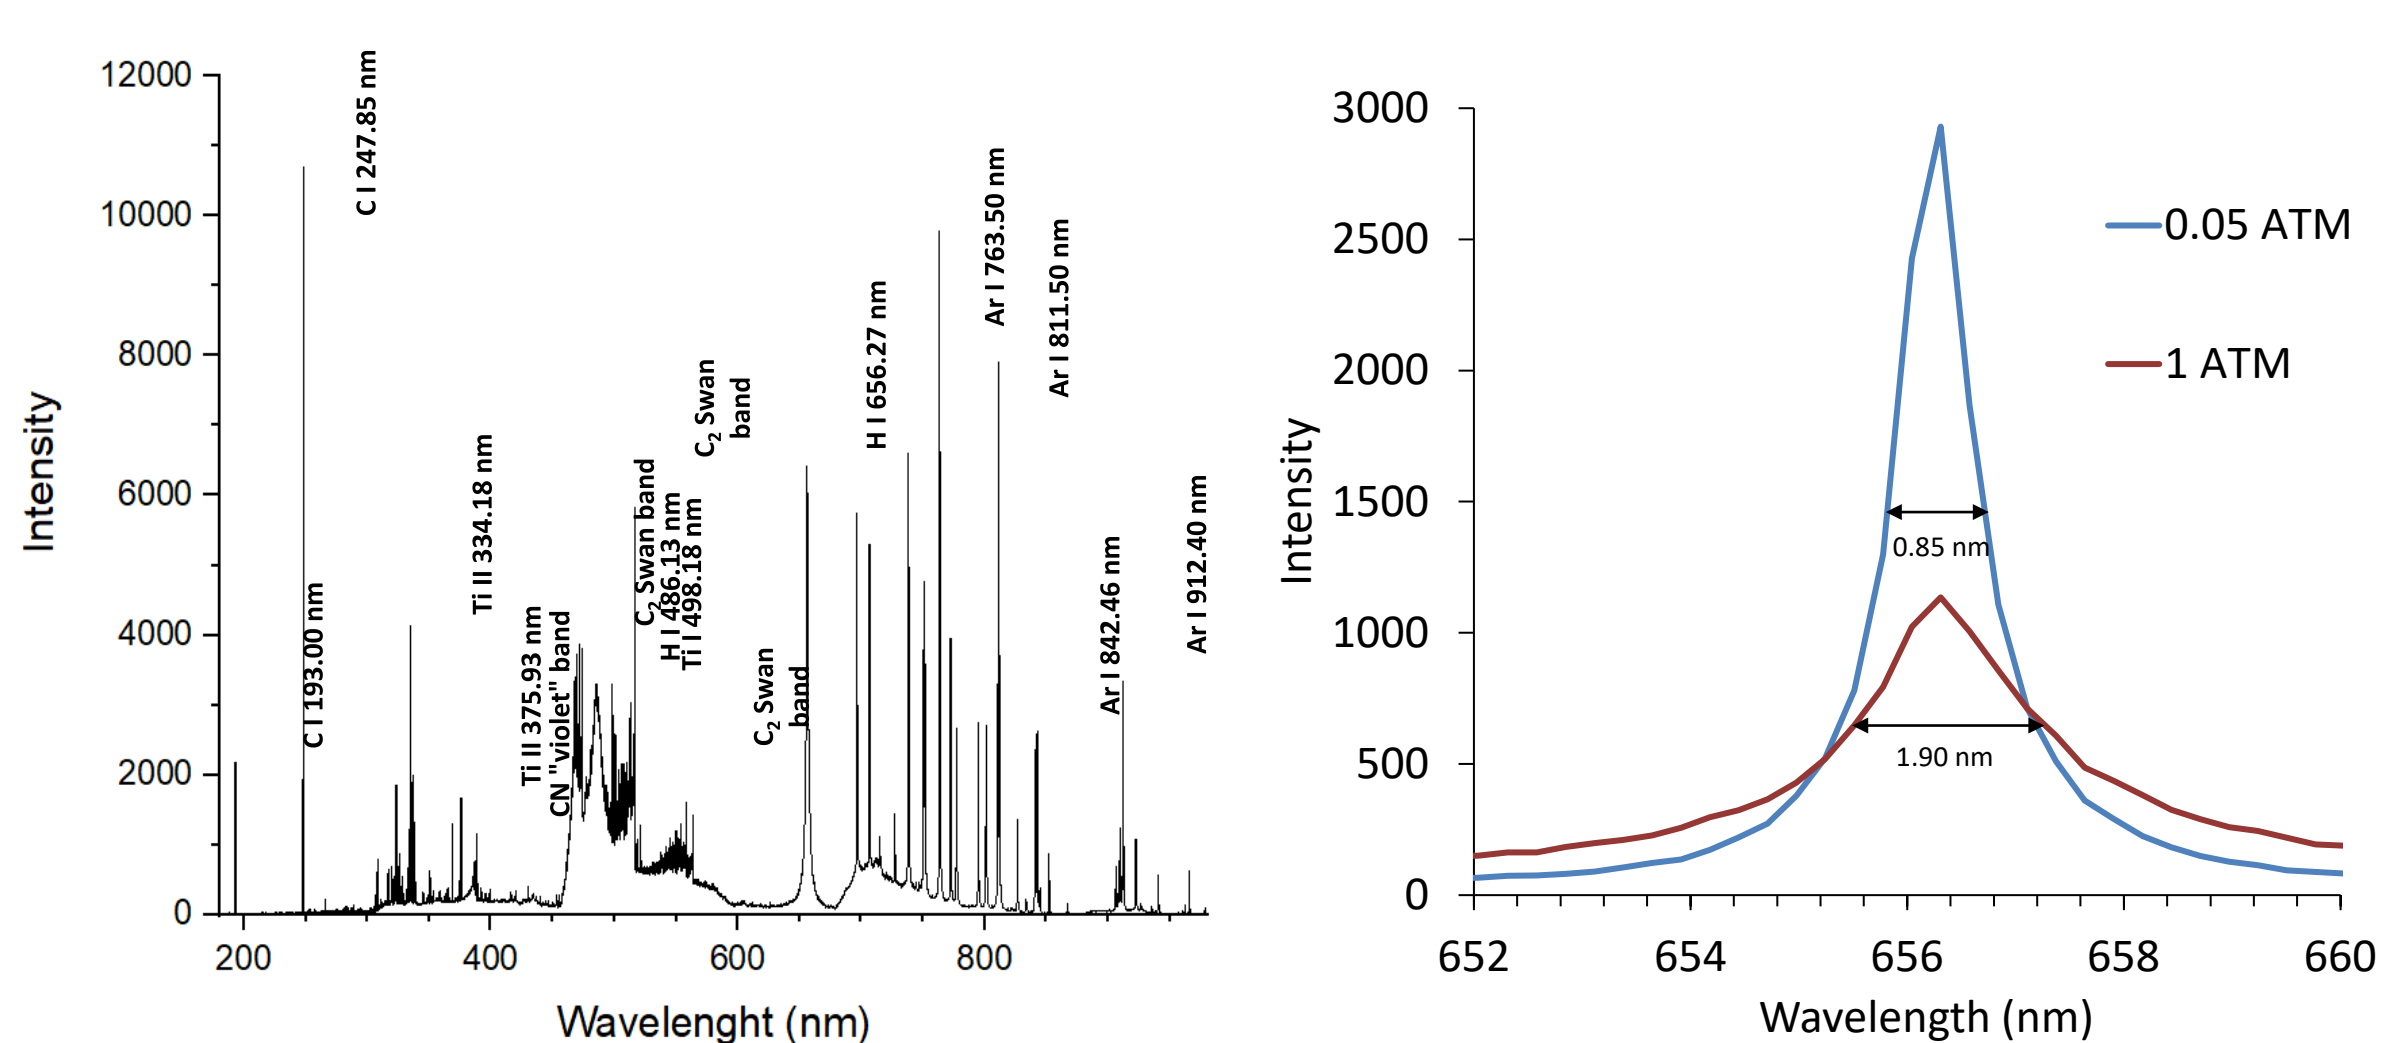 12000
10000
8000
6000
4000
2000
0
200
400
600
800
Intensity
Wavelenght (nm)
C I 193.00 nm
C I 247.85 nm
Ti II 334.18 nm
Ti II 375.93 nm
CN "violet" band
C2 Swan band
H I 486.13 nm
Ti I 498.18 nm
C2 Swan
band
C2 Swan
band
H I 656.27 nm
Ar I 763.50 nm
Ar I 811.50 nm
Ar I 842.46 nm
Ar I 912.40 nm
3000
2500
2000
1500
1000
500
0
652
654
656
658
660
Intensity
Wavelength (nm)
0.85 nm
1.90 nm
0.05 ATM
1 ATM